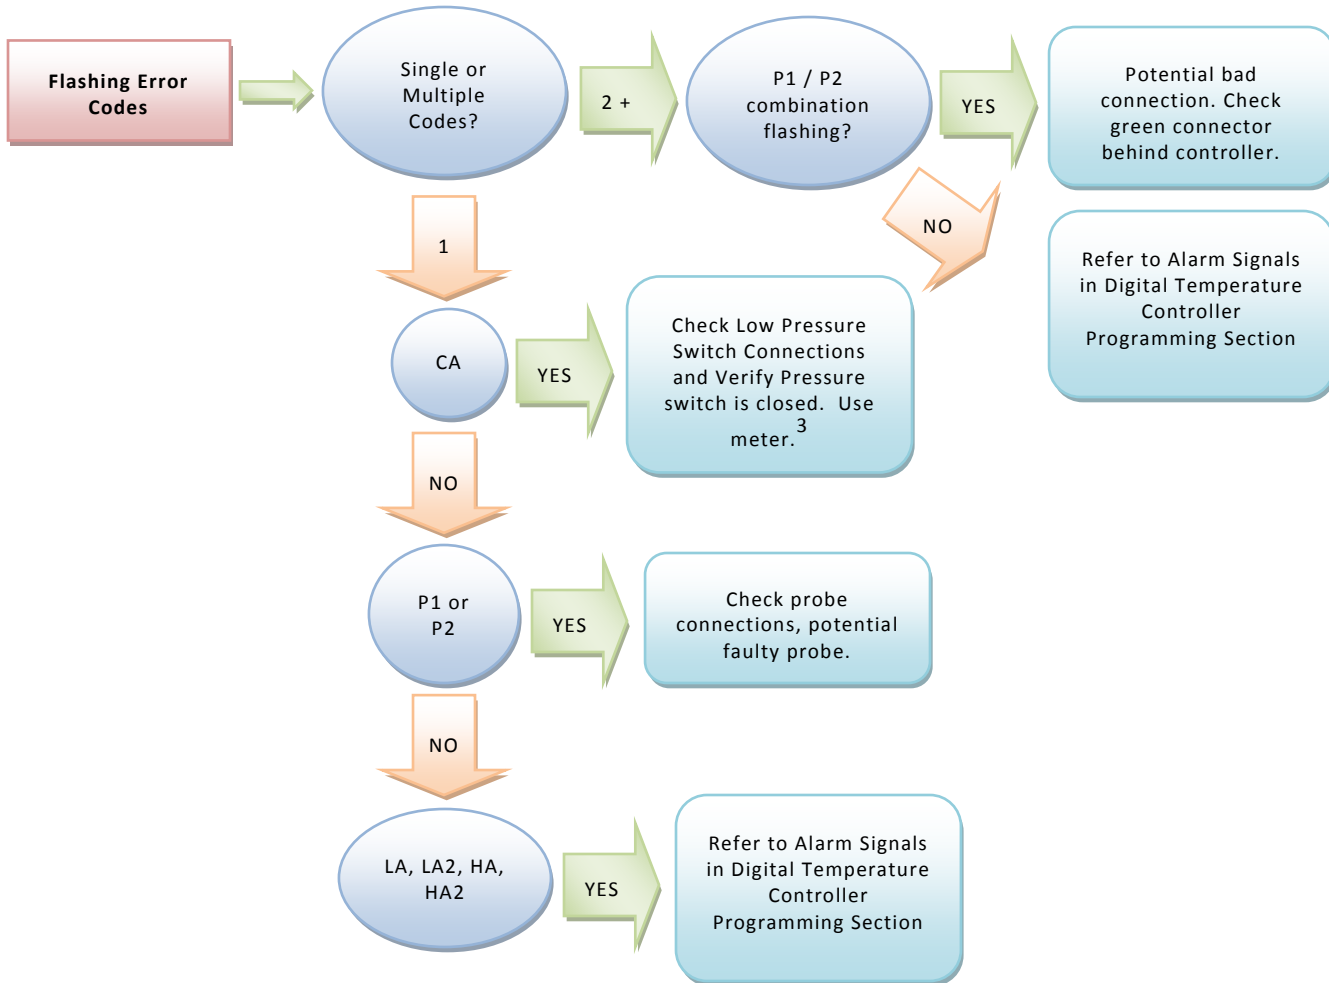 Flashing Error
Codes
Single or
Multiple
Codes?
2 +
P1 / P2
combination
flashing?
YES
Potential bad
connection. Check
green connector
behind controller.
NO
Refer to Alarm Signals
in Digital Temperature
Controller
Programming Section
1
CA
YES
Check Low Pressure
Switch Connections
and Verify Pressure
switch is closed. Use
meter.3
NO
P1 or
P2
YES
Check probe
connections, potential
faulty probe.
NO
LA, LA2, HA,
HA2
YES
Refer to Alarm Signals
in Digital Temperature
Controller
Programming Section